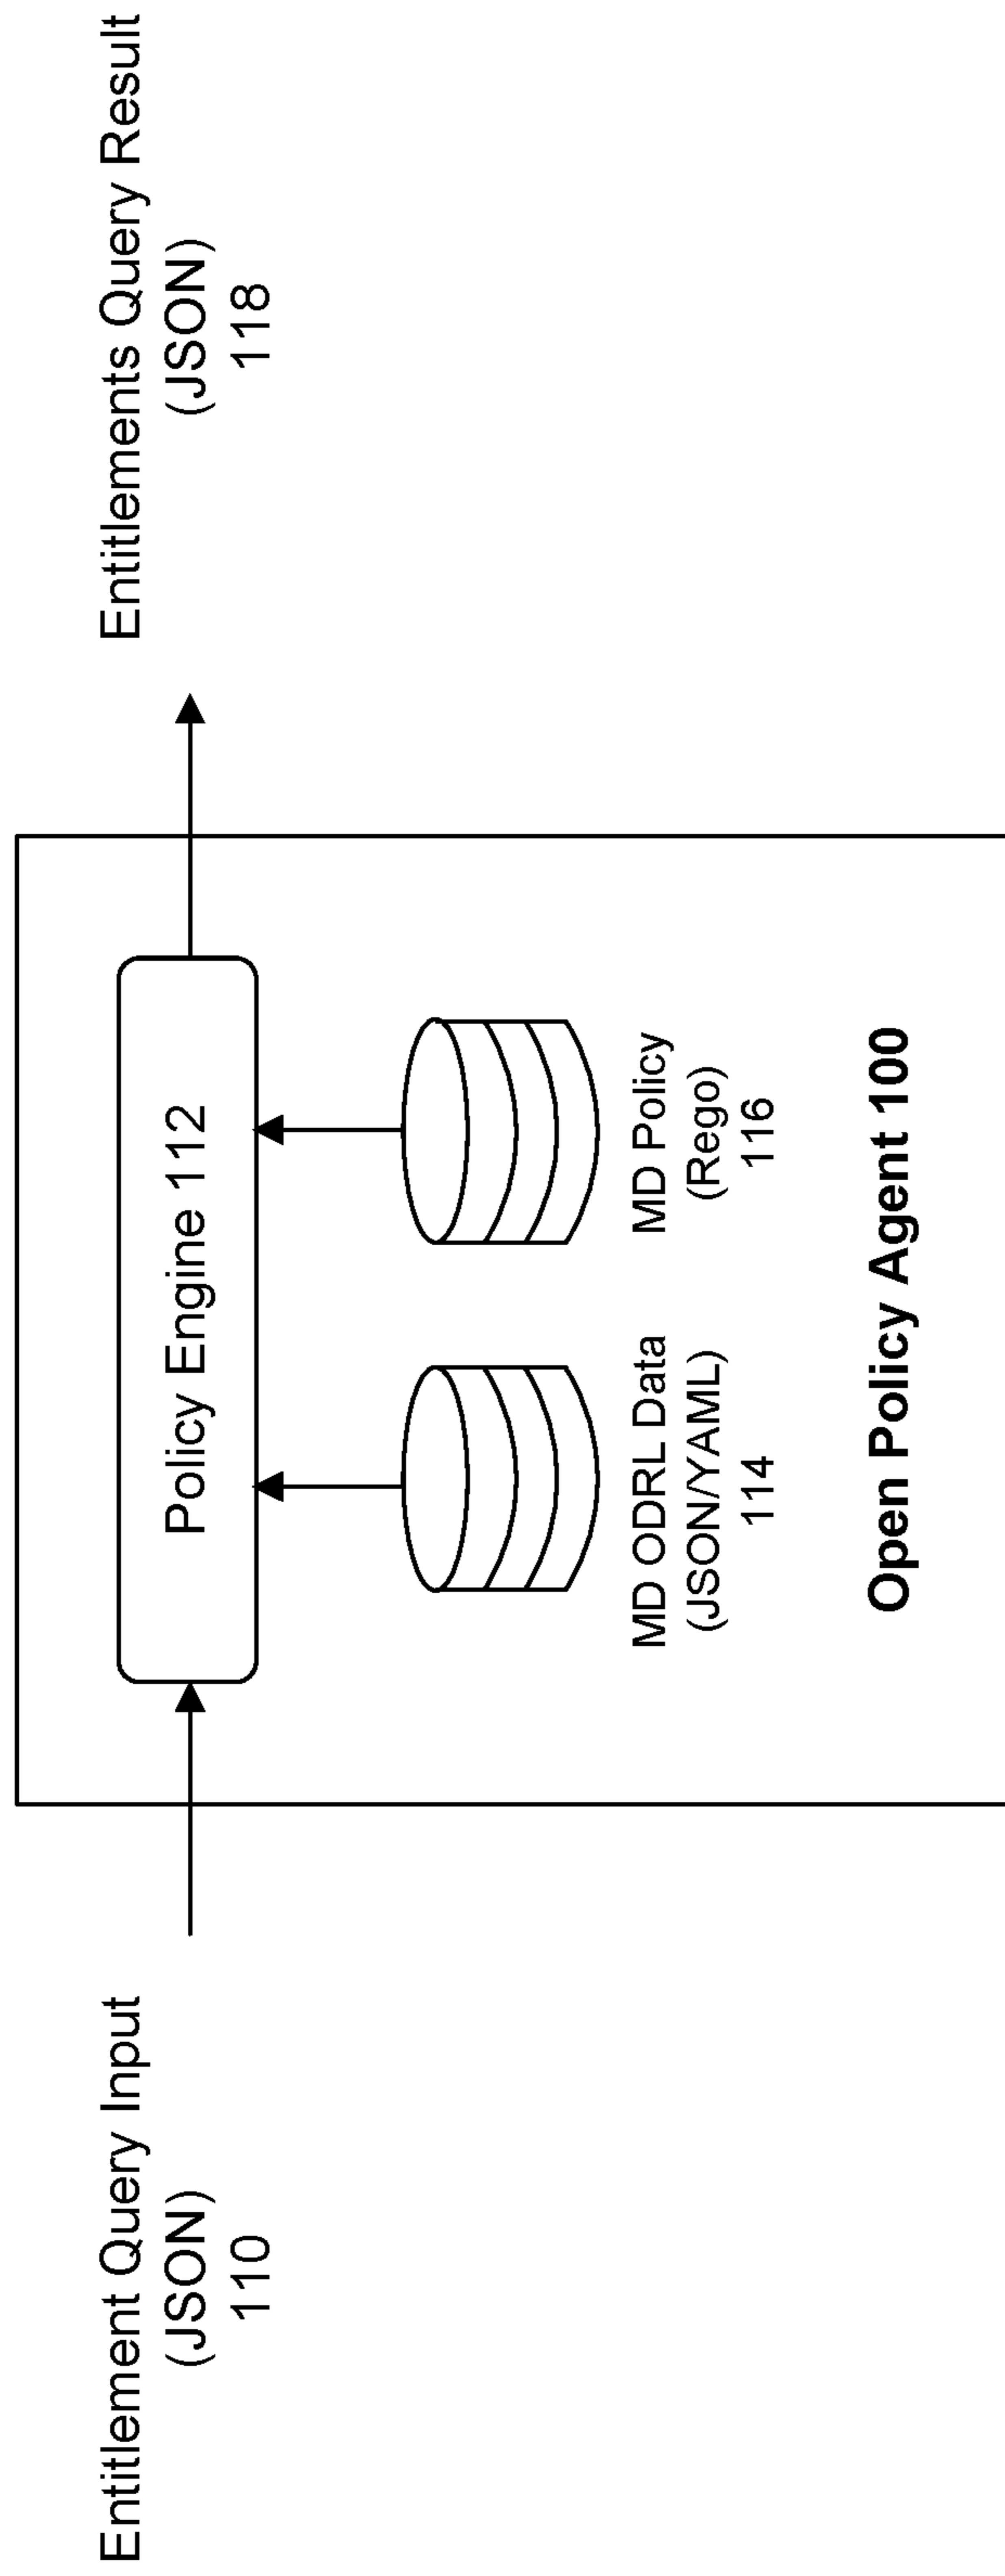 Entitlement Query Input
(JSON)
110
Policy Engine 112
MD ODRL Data
(JSON/YAML)
114
MD Policy
(Rego)
116
Open Policy Agent 100
Entitlements Query Result
(JSON)
118